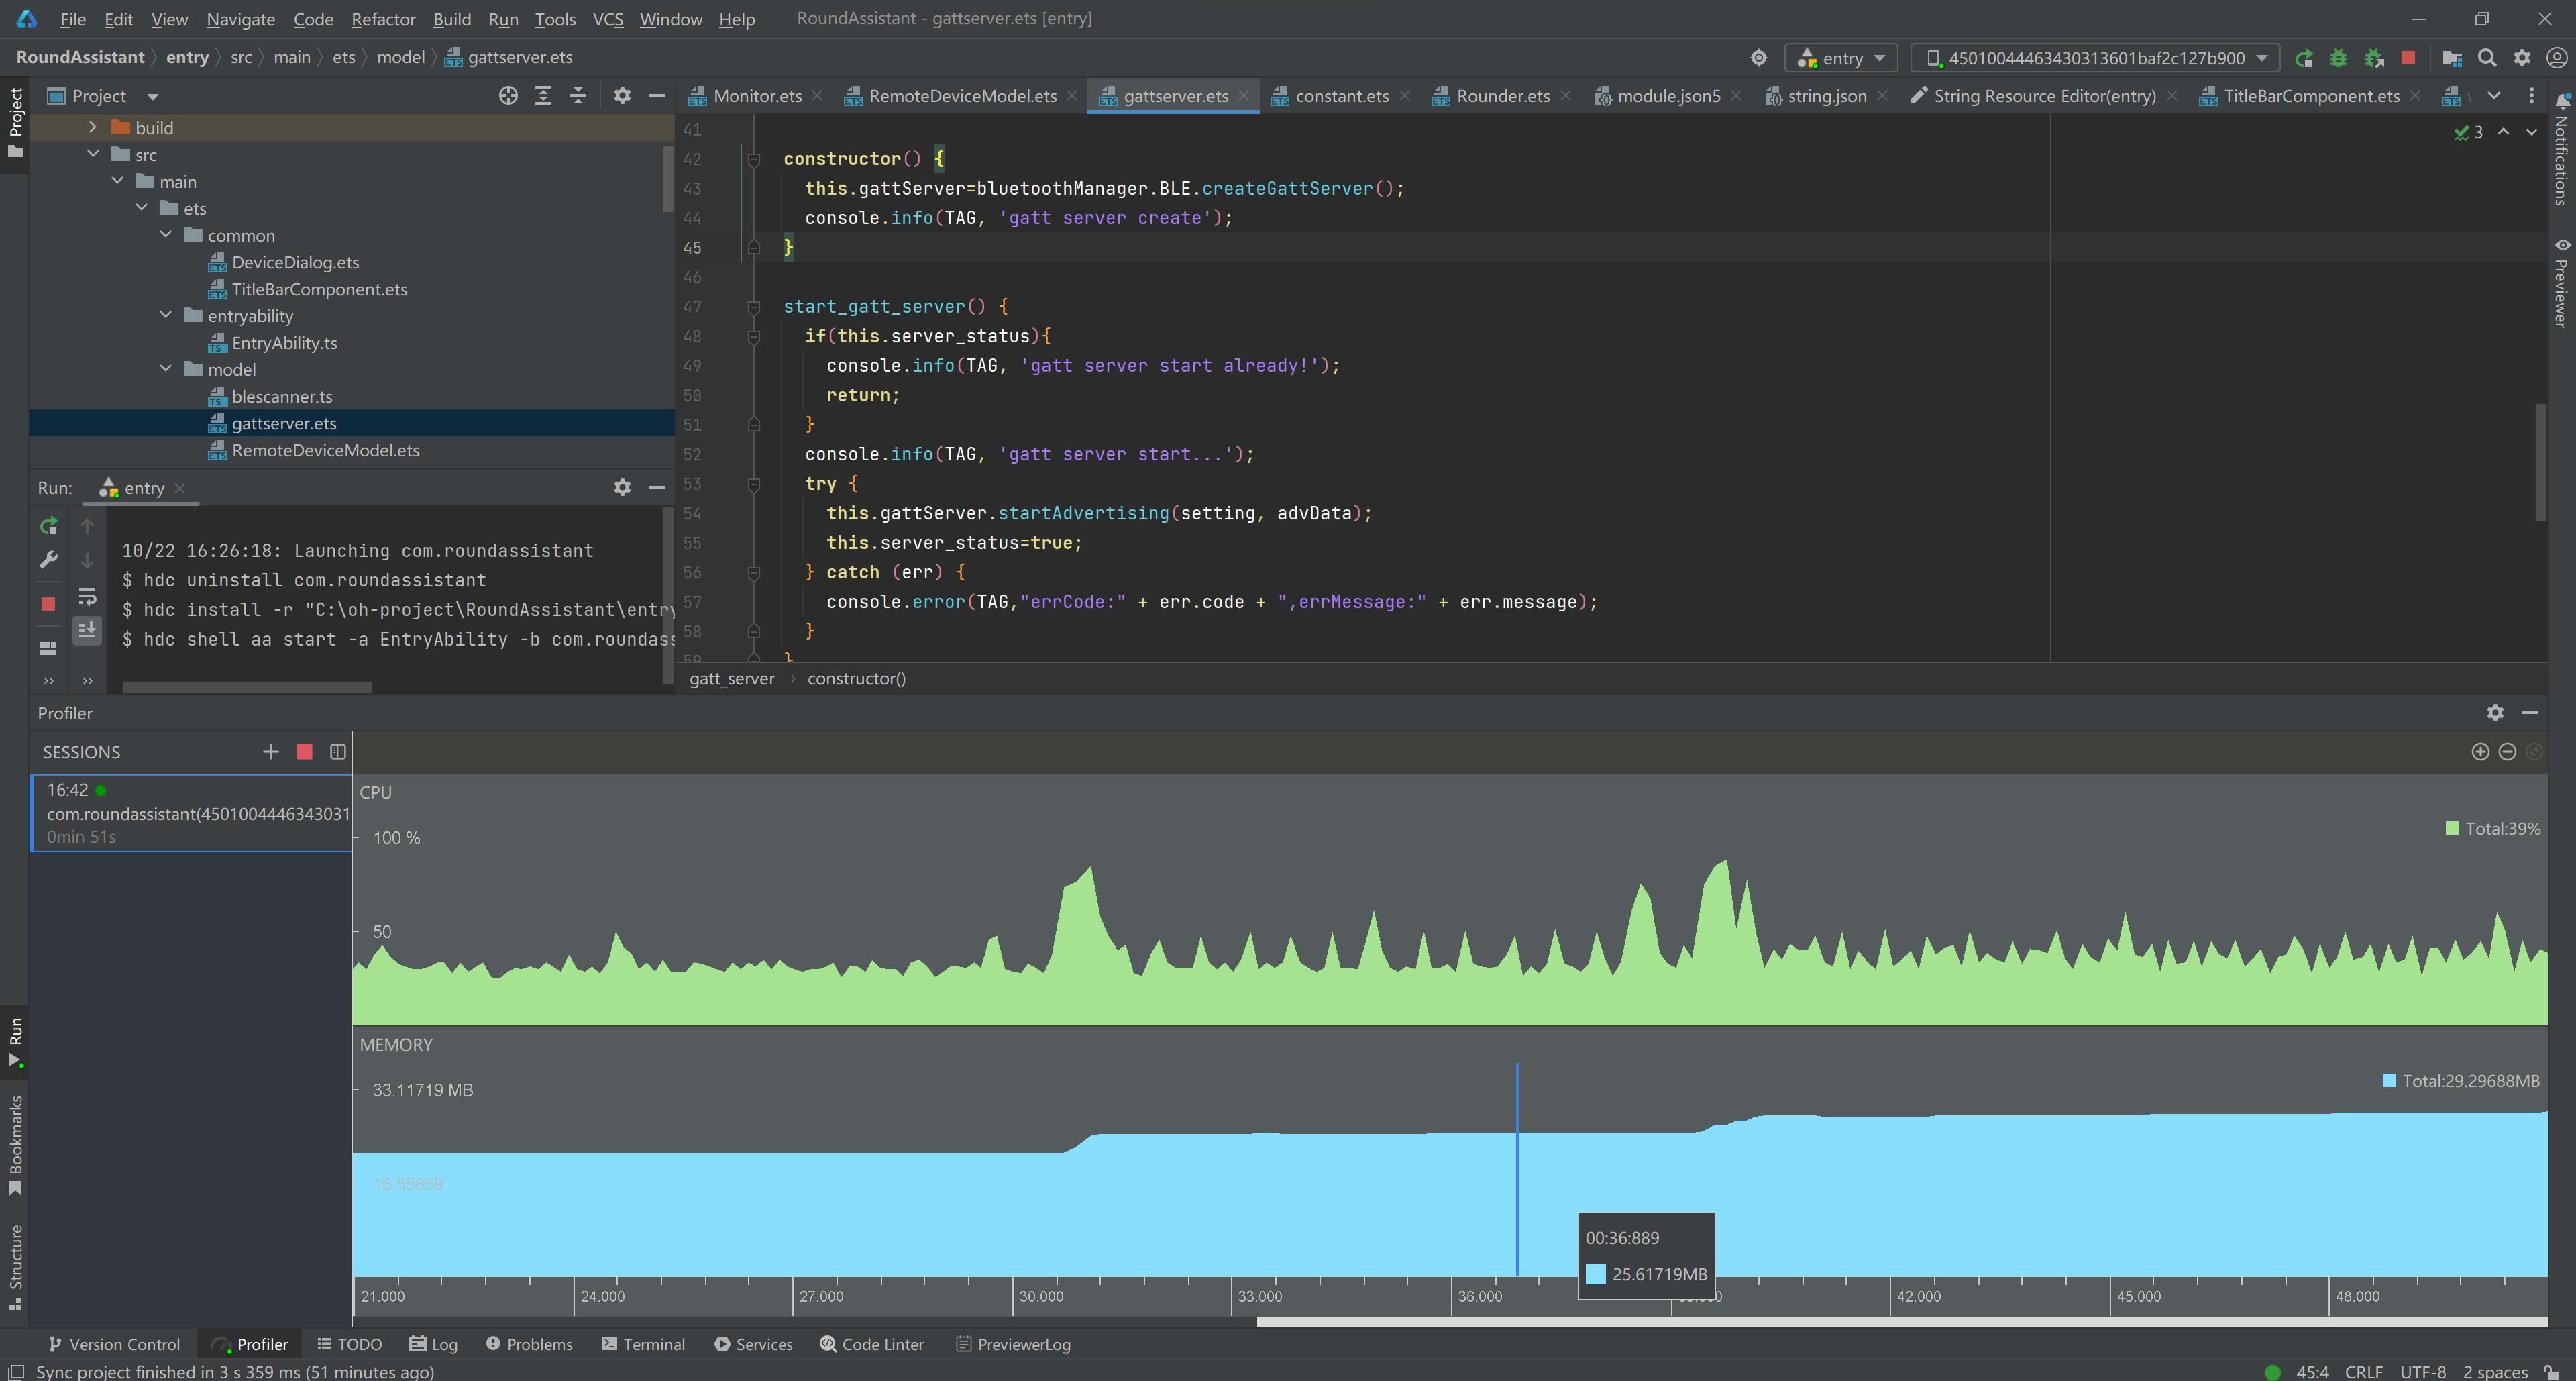 File Edit View Navigate Code Refactor Build Run Tools VCS Window Help RoundAssistant - gattserver.ets [entry]
RoundAssistant entry src main ets model gattserver.ets entry 45010044463430313601baf2c127b900
Project
Project
build
src
main
ets
common
DeviceDialog.ets
TitleBarComponent.ets
entryability
EntryAbility.ts
model
blescanner.ts
gattserver.ets
RemoteDeviceModel.ets
Run: entry
10/22 16:26:18: Launching com.roundassistant
$ hdc uninstall com.roundassistant
$ hdc install -r "C:\oh-project\RoundAssistant\entry
$ hdc shell aa start -a EntryAbility -b com.roundass
Monitor.ets RemoteDeviceModel.ets gattserver.ets constant.ets Rounder.ets module.json5 string.json String Resource Editor(entry) TitleBarComponent.ets
3
41
42 constructor() {
43 this.gattServer=bluetoothManager.BLE.createGattServer();
44 console.info(TAG, 'gatt server create');
45 }
46
47 start_gatt_server() {
48 if(this.server_status){
49 console.info(TAG, 'gatt server start already!');
50 return;
51 }
52 console.info(TAG, 'gatt server start...');
53 try {
54 this.gattServer.startAdvertising(setting, advData);
55 this.server_status=true;
56 } catch (err) {
57 console.error(TAG,"errCode:" + err.code + ",errMessage:" + err.message);
58 }
59 }
gatt_server constructor()
Notifications
Previewer
Profiler
SESSIONS
16:42
com.roundassistant(4501004446343031
0min 51s
CPU
100 %
50
Total:39%
MEMORY
33.11719 MB
16.55859
Total:29.29688MB
00:36:889
25.61719MB
21.000 24.000 27.000 30.000 33.000 36.000 42.000 45.000 48.000
Run
Bookmarks
Structure
Version Control Profiler TODO Log Problems Terminal Services Code Linter PreviewerLog
Sync project finished in 3 s 359 ms (51 minutes ago) 45:4 CRLF UTF-8 2 spaces